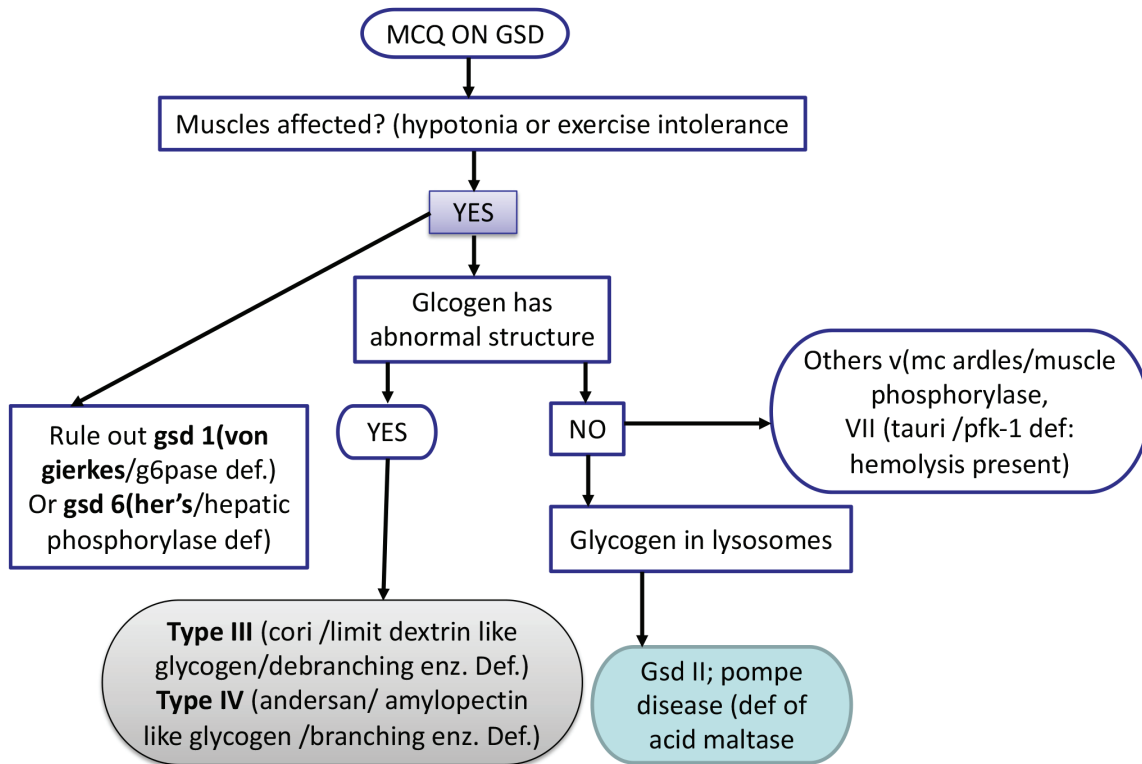 MCQ ON GSD
Muscles affected? (hypotonia or exercise intolerance
YES
Glcogen has
abnormal structure
Others v(mc ardles/muscle
phosphorylase,
VII (tauri /pfk-1 def:
hemolysis present)
Rule out gsd 1(von
gierkes/g6pase def.)
Or gsd 6(her’s/hepatic
phosphorylase def)
YES
NO
Glycogen in lysosomes
Type III (cori /limit dextrin like
glycogen/debranching enz. Def.)
Type IV (andersan/ amylopectin
like glycogen /branching enz. Def.)
Gsd II; pompe
disease (def of
acid maltase